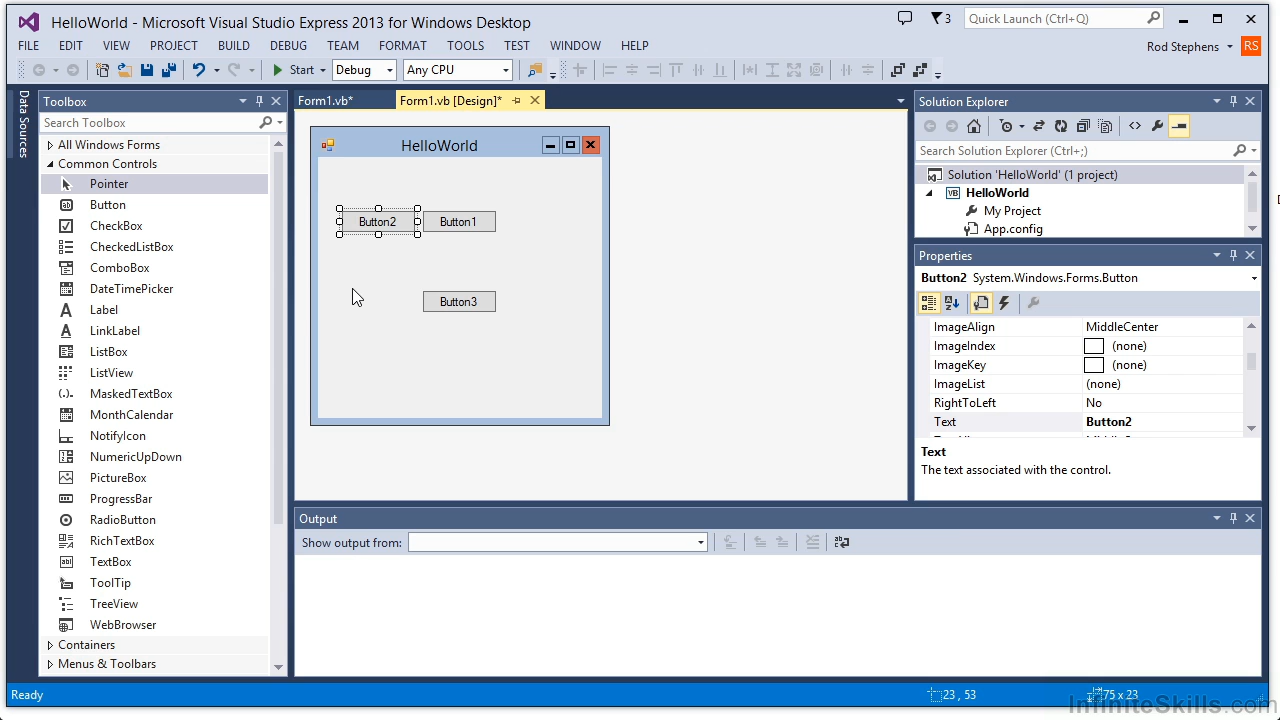 HelloWorld - Microsoft Visual Studio Express 2013 for Windows Desktop
3
Quick Launch (Ctrl+Q)
FILE EDIT VIEW PROJECT BUILD DEBUG TEAM FORMAT TOOLS TEST WINDOW HELP
Rod Stephens
RS
Start
Debug
Any CPU
Data Sources
Toolbox
Search Toolbox
All Windows Forms
Common Controls
Pointer
Button
CheckBox
CheckedListBox
ComboBox
DateTimePicker
Label
LinkLabel
ListBox
ListView
MaskedTextBox
MonthCalendar
NotifyIcon
NumericUpDown
PictureBox
ProgressBar
RadioButton
RichTextBox
TextBox
ToolTip
TreeView
WebBrowser
Containers
Menus & Toolbars
Form1.vb*
Form1.vb [Design]*
HelloWorld
Button2
Button1
Button3
Output
Show output from:
Solution Explorer
Search Solution Explorer (Ctrl+;)
Solution 'HelloWorld' (1 project)
VB HelloWorld
My Project
App.config
Properties
Button2 System.Windows.Forms.Button
ImageAlign MiddleCenter
ImageIndex (none)
ImageKey (none)
ImageList (none)
RightToLeft No
Text Button2
Text
The text associated with the control.
Ready
23 , 53
75 x 23
InfiniteSkills.com